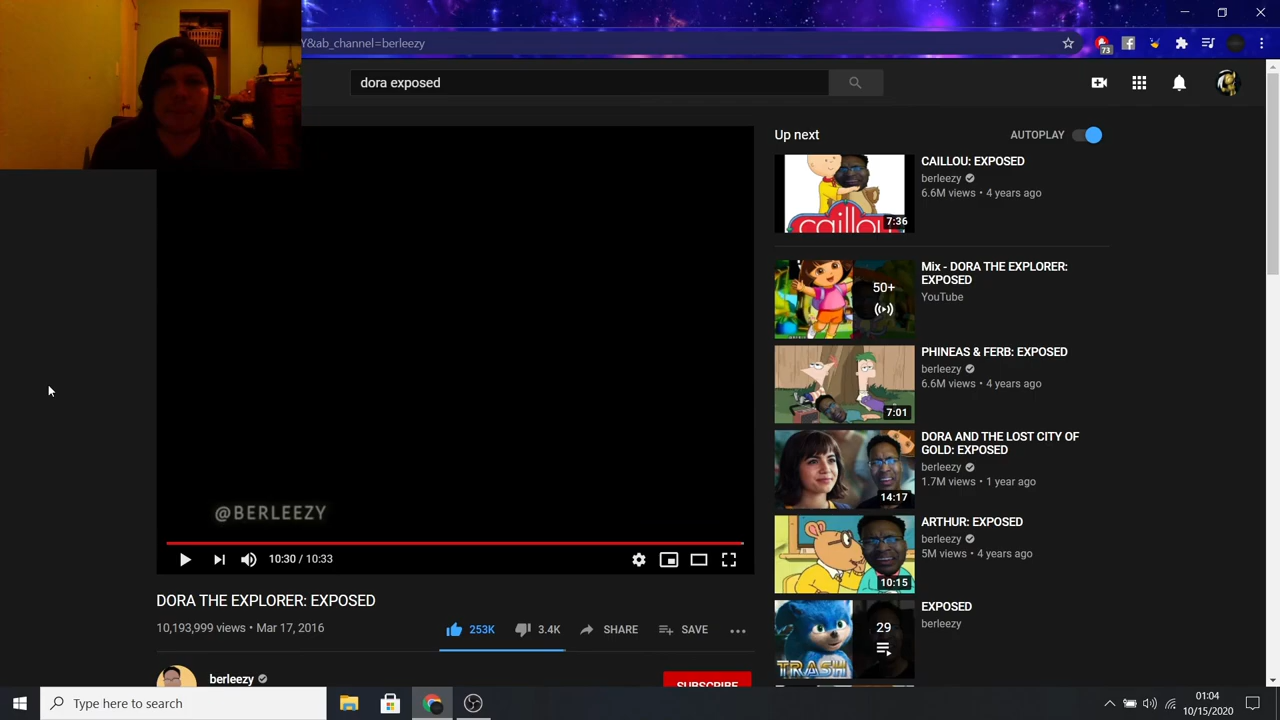 Y&ab_channel=berleezy
73
dora exposed
Up next
AUTOPLAY
CAILLOU: EXPOSED
berleezy
6.6M views • 4 years ago
caillou
7:36
Mix - DORA THE EXPLORER:
EXPOSED
YouTube
50+
PHINEAS & FERB: EXPOSED
berleezy
6.6M views • 4 years ago
7:01
DORA AND THE LOST CITY OF
GOLD: EXPOSED
berleezy
1.7M views • 1 year ago
14:17
ARTHUR: EXPOSED
berleezy
5M views • 4 years ago
10:15
EXPOSED
berleezy
29
TRASH
@BERLEEZY
10:30 / 10:33
DORA THE EXPLORER: EXPOSED
10,193,999 views • Mar 17, 2016
253K
3.4K
SHARE
SAVE
berleezy
SUBSCRIBE
Type here to search
01:04
10/15/2020